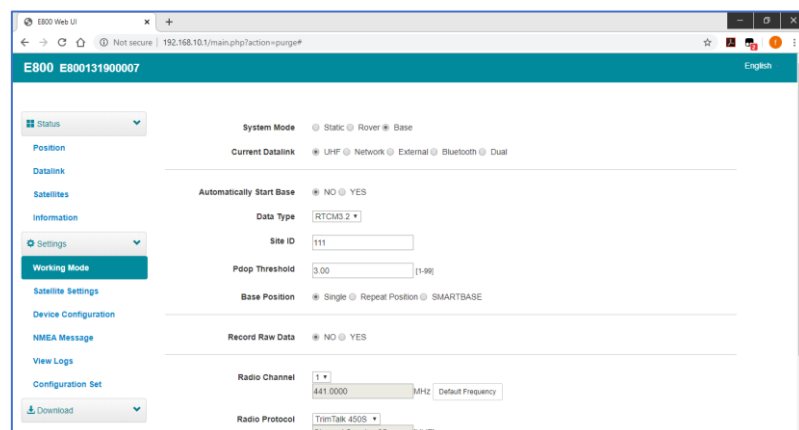 E800 Web UI
Not secure | 192.168.10.1/main.php?action=purge#
E800 E800131900007
English
Status
Position
Datalink
Satellites
Information
Settings
Working Mode
Satellite Settings
Device Configuration
NMEA Message
View Logs
Configuration Set
Download
System Mode Static Rover Base
Current Datalink UHF Network External Bluetooth Dual
Automatically Start Base NO YES
Data Type RTCM3.2
Site ID 111
Pdop Threshold 3.00 [1-99]
Base Position Single Repeat Position SMARTBASE
Record Raw Data NO YES
Radio Channel 1
441.0000 MHz Default Frequency
Radio Protocol TrimTalk 450S